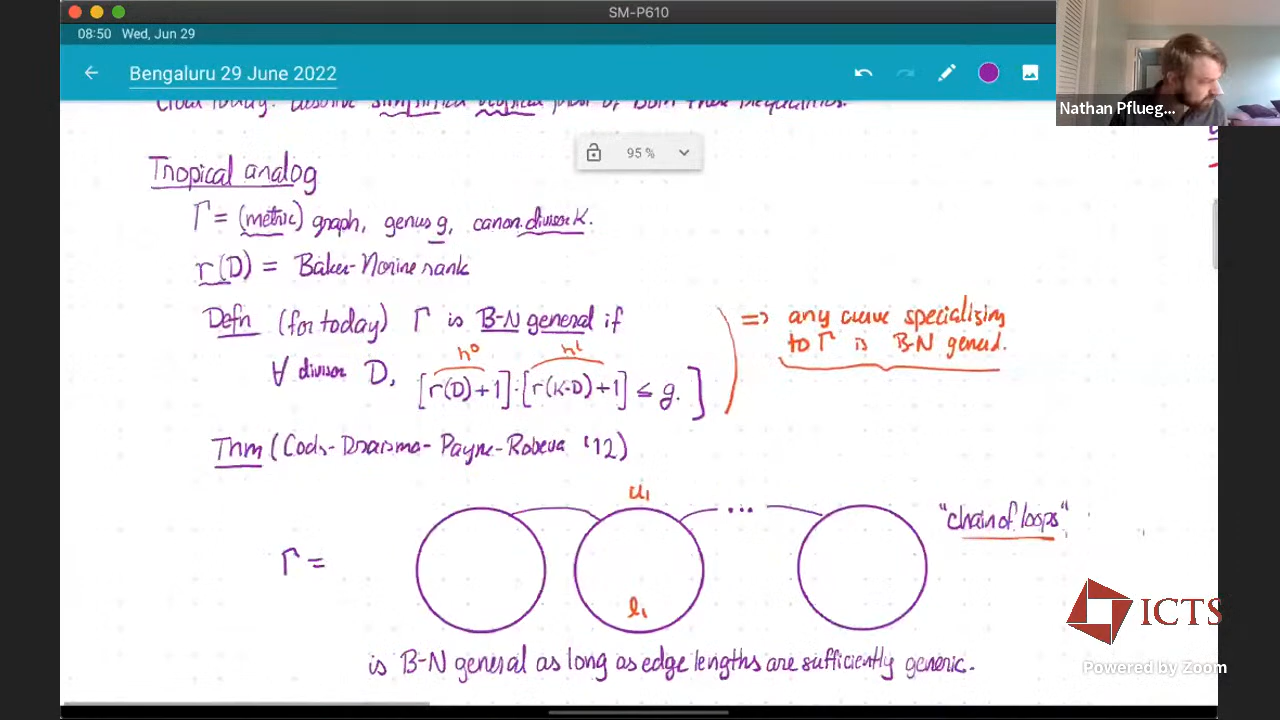 SM-P610
08:50 Wed, Jun 29
Bengaluru 29 June 2022
Nathan Pflueg...
95 %
Tropical analog
Γ = (metric) graph, genus g, canon. divisor K.
r(D) = Baker-Norine rank
Defn (for today) Γ is B-N general if
h⁰ h¹
∀ divisor D, [r(D)+1]·[r(K-D)+1] ≤ g. ]
⇒ any curve specializing
to Γ is B-N general.
Thm (Cools-Draisma-Payne-Robeva '12)
u₁
...
"chain of loops"
Γ =
l₁
is B-N general as long as edge lengths are sufficiently generic.
ICTS
Powered by Zoom